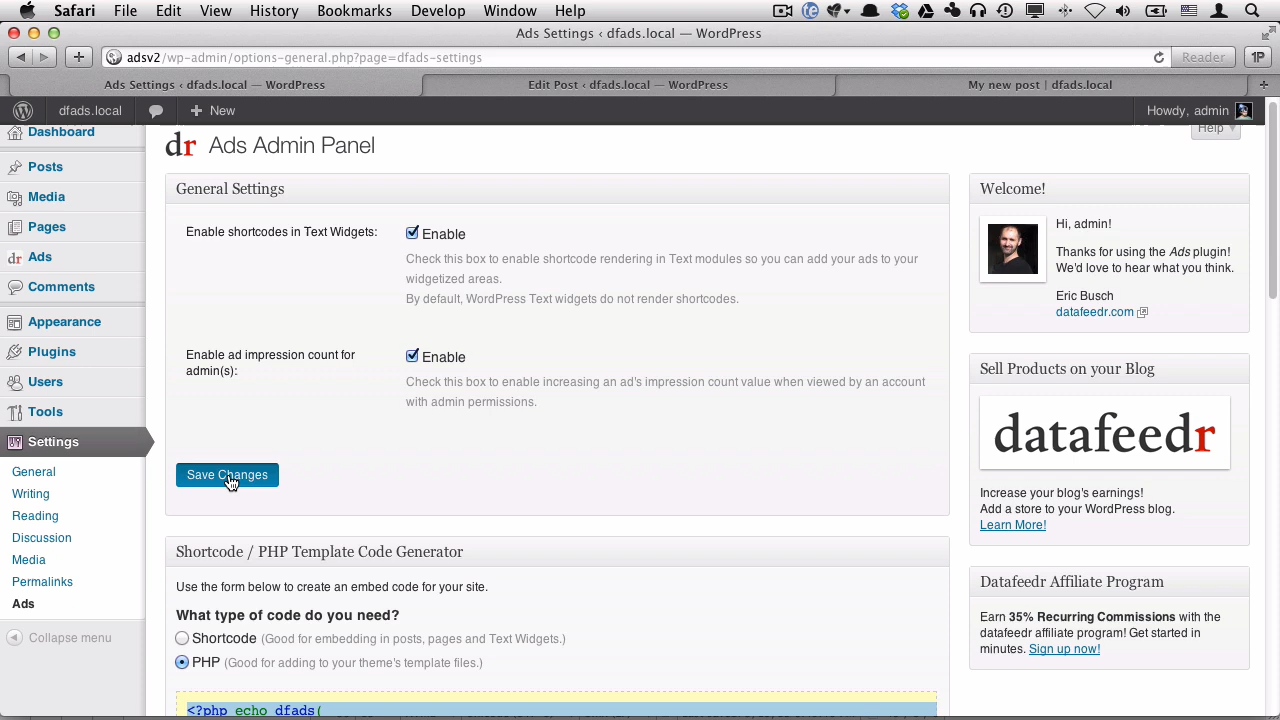 Safari File Edit View History Bookmarks Develop Window Help
Ads Settings ‹ dfads.local — WordPress
adsv2/wp-admin/options-general.php?page=dfads-settings
Reader
1P
Ads Settings ‹ dfads.local — WordPress
Edit Post ‹ dfads.local — WordPress
My new post | dfads.local
dfads.local
New
Howdy, admin
Help
Dashboard
Posts
Media
Pages
dr Ads
Comments
Appearance
Plugins
Users
Tools
Settings
General
Writing
Reading
Discussion
Media
Permalinks
Ads
Collapse menu
dr Ads Admin Panel
General Settings
Enable shortcodes in Text Widgets:
Enable
Check this box to enable shortcode rendering in Text modules so you can add your ads to your
widgetized areas.
By default, WordPress Text widgets do not render shortcodes.
Enable ad impression count for
admin(s):
Enable
Check this box to enable increasing an ad's impression count value when viewed by an account
with admin permissions.
Save Changes
Shortcode / PHP Template Code Generator
Use the form below to create an embed code for your site.
What type of code do you need?
Shortcode (Good for embedding in posts, pages and Text Widgets.)
PHP (Good for adding to your theme's template files.)
<?php echo dfads(
Welcome!
Hi, admin!
Thanks for using the Ads plugin!
We'd love to hear what you think.
Eric Busch
datafeedr.com
Sell Products on your Blog
datafeedr
Increase your blog's earnings!
Add a store to your WordPress blog.
Learn More!
Datafeedr Affiliate Program
Earn 35% Recurring Commissions with the
datafeedr affiliate program! Get started in
minutes. Sign up now!